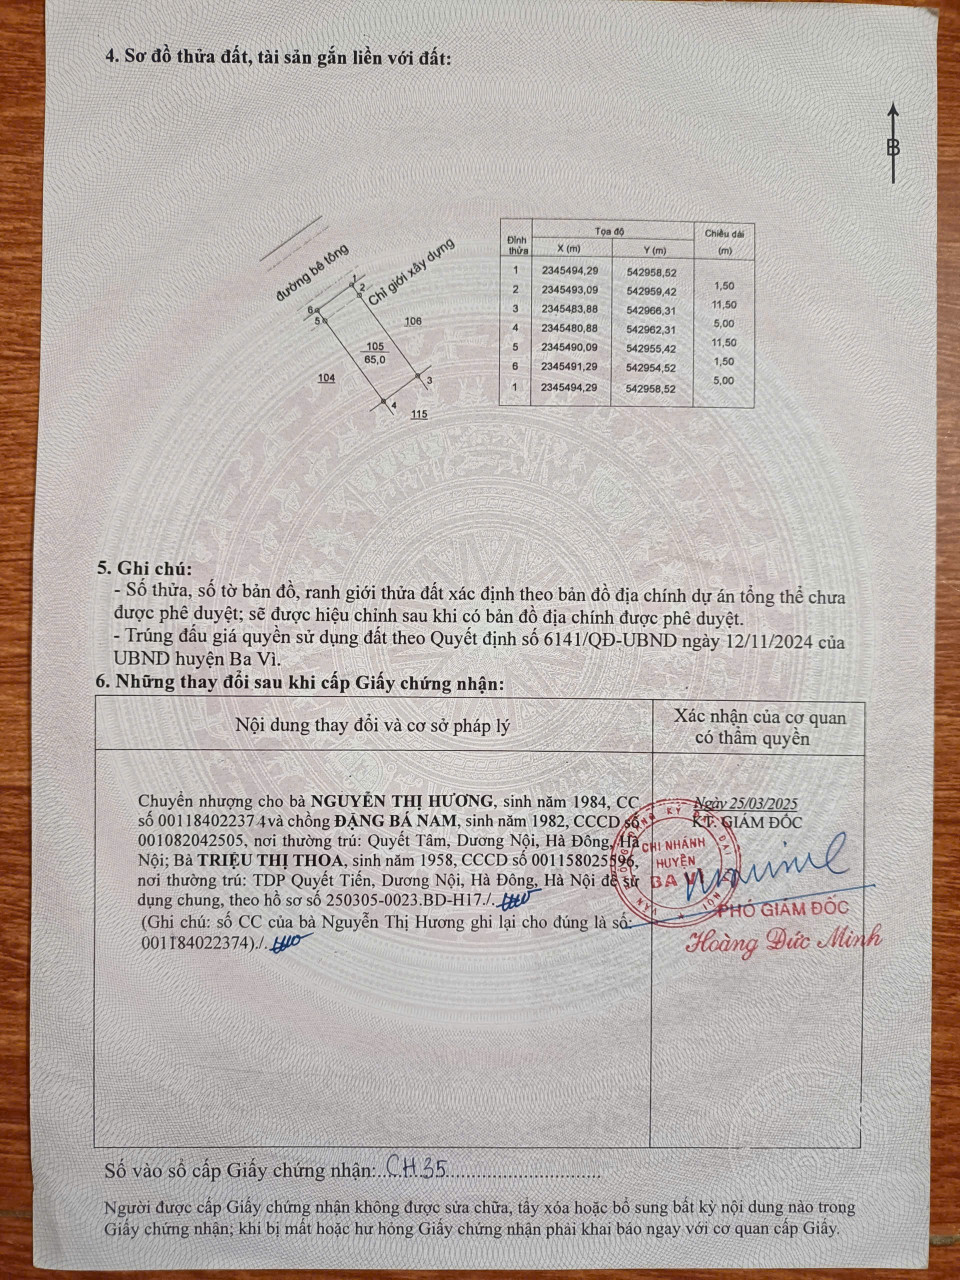 4. Sơ đồ thửa đất, tài sản gắn liền với đất:
B
đường bê tông
Chỉ giới xây dựng
1
2
6
5
106
105
65,0
104
3
4
115
Đỉnh thửa Tọa độ Chiều dài (m)
X (m) Y (m)
1 2345494,29 542958,52
1,50
2 2345493,09 542959,42
11,50
3 2345483,88 542966,31
5,00
4 2345480,88 542962,31
11,50
5 2345490,09 542955,42
1,50
6 2345491,29 542954,52
5,00
1 2345494,29 542958,52
5. Ghi chú:
- Số thửa, số tờ bản đồ, ranh giới thửa đất xác định theo bản đồ địa chính dự án tổng thể chưa
được phê duyệt; sẽ được hiệu chỉnh sau khi có bản đồ địa chính được phê duyệt.
- Trúng đấu giá quyền sử dụng đất theo Quyết định số 6141/QĐ-UBND ngày 12/11/2024 của
UBND huyện Ba Vì.
6. Những thay đổi sau khi cấp Giấy chứng nhận:
Nội dung thay đổi và cơ sở pháp lý
Xác nhận của cơ quan
có thẩm quyền
Chuyển nhượng cho bà NGUYỄN THỊ HƯƠNG, sinh năm 1984, CC
số 001184022374 và chồng ĐẶNG BÁ NAM, sinh năm 1982, CCCD số
001082042505, nơi thường trú: Quyết Tâm, Dương Nội, Hà Đông, Hà
Nội; Bà TRIỆU THỊ THOA, sinh năm 1958, CCCD số 001158025596,
nơi thường trú: TDP Quyết Tiến, Dương Nội, Hà Đông, Hà Nội để sử
dụng chung, theo hồ sơ số 250305-0023.BD-H17./.
(Ghi chú: số CC của bà Nguyễn Thị Hương ghi lại cho đúng là số:
001184022374)./.
Ngày 25/03/2025
KT. GIÁM ĐỐC
CHI NHÁNH
HUYỆN
BA VÌ
PHÓ GIÁM ĐỐC
Hoàng Đức Minh
Số vào sổ cấp Giấy chứng nhận: CH 35
Người được cấp Giấy chứng nhận không được sửa chữa, tẩy xóa hoặc bổ sung bất kỳ nội dung nào trong
Giấy chứng nhận; khi bị mất hoặc hư hỏng Giấy chứng nhận phải khai báo ngay với cơ quan cấp Giấy.